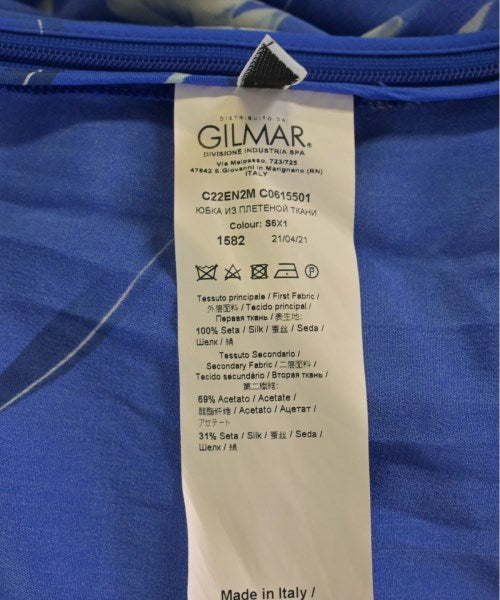 DISTRIBUITO DA
GILMAR®
DIVISIONE INDUSTRIA SPA
Via Malpasso, 723/725
47842 S.Giovanni in Marignano (RN)
ITALY
C22EN2M C0615501
ЮБКА ИЗ ПЛЕТЕНОЙ ТКАНИ
Colour: S6X1
1582 21/04/21
P
Tessuto principale / First Fabric /
外层面料 / Tecido principal /
Первая ткань / 表生地:
100% Seta / Silk / 蚕丝 / Seda /
Шелк / 絹
Tessuto Secondario /
Secondary Fabric / 二层面料 /
Tecido secundário / Вторая ткань /
第二繊維:
69% Acetato / Acetate /
醋酯纤维 / Acetato / Ацетат /
アセテート
31% Seta / Silk / 蚕丝 / Seda /
Шелк / 絹
Made in Italy /